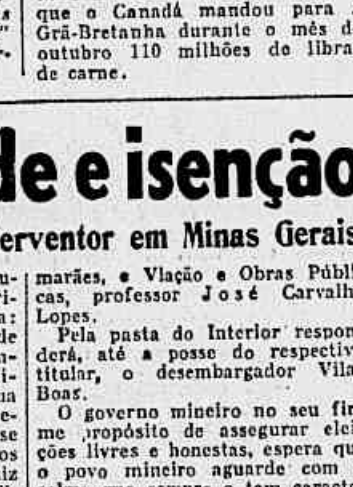 que o Canadá mandou para
Grã-Bretanha durante o mês d
outubro 110 milhões de libra
de carne.
de e isenção
erventor em Minas Gerais
marães, e Viação e Obras Públi
cas, professor José Carvalh
Lopes.
Pela pasta do Interior respon
derá, até a posse do respectiv
titular, o desembargador Vila
Boas.
O governo mineiro no seu fir
me propósito de assegurar elei
ções livres e honestas, espera qu
o povo mineiro aguarde com